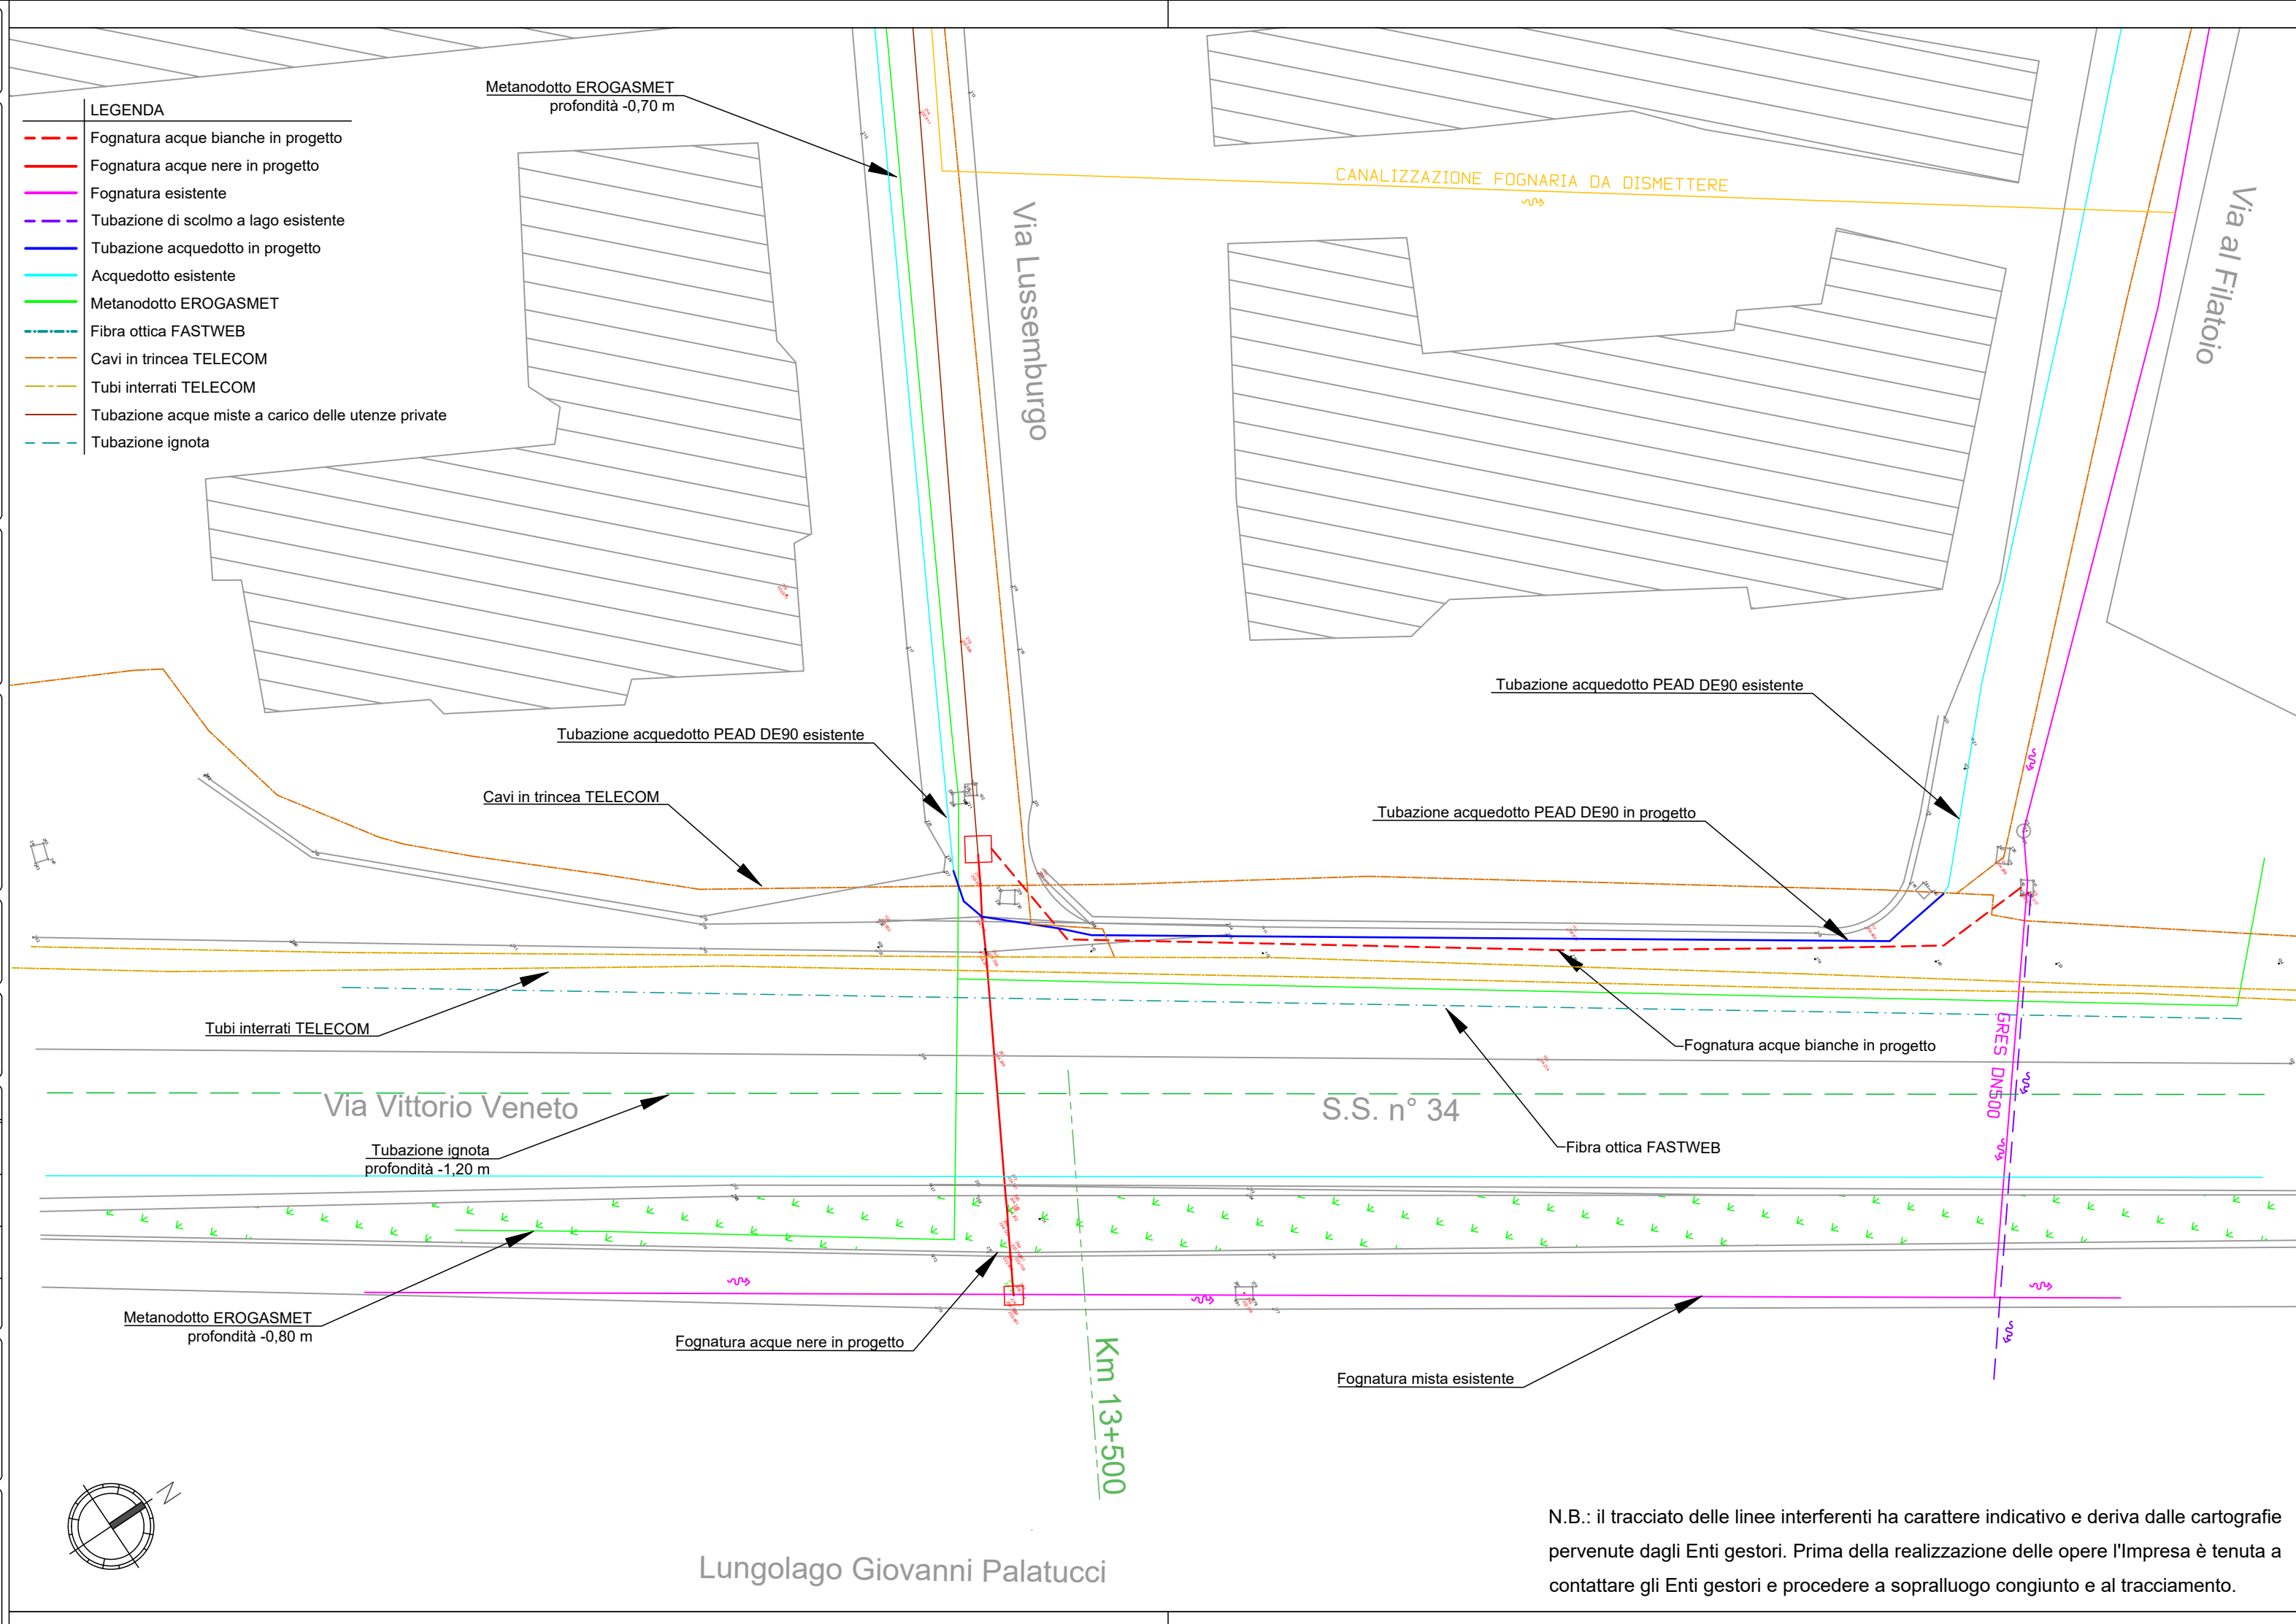 Metanodotto EROGASMET
profondità -0,70 m
LEGENDA
Fognatura acque bianche in progetto
Fognatura acque nere in progetto
Fognatura esistente
Tubazione di scolmo a lago esistente
Tubazione acquedotto in progetto
Acquedotto esistente
Metanodotto EROGASMET
Fibra ottica FASTWEB
Cavi in trincea TELECOM
Tubi interrati TELECOM
Tubazione acque miste a carico delle utenze private
Tubazione ignota
CANALIZZAZIONE FOGNARIA DA DISMETTERE
Via Lussemburgo
Via al Filatoio
Tubazione acquedotto PEAD DE90 esistente
Tubazione acquedotto PEAD DE90 esistente
Cavi in trincea TELECOM
Tubazione acquedotto PEAD DE90 in progetto
Tubi interrati TELECOM
Fognatura acque bianche in progetto
GRES DN500
Via Vittorio Veneto
S.S. n° 34
Tubazione ignota
profondità -1,20 m
Fibra ottica FASTWEB
Metanodotto EROGASMET
profondità -0,80 m
Fognatura acque nere in progetto
Km 13+500
Fognatura mista esistente
N
Lungolago Giovanni Palatucci
N.B.: il tracciato delle linee interferenti ha carattere indicativo e deriva dalle cartografie
pervenute dagli Enti gestori. Prima della realizzazione delle opere l'Impresa è tenuta a
contattare gli Enti gestori e procedere a sopralluogo congiunto e al tracciamento.